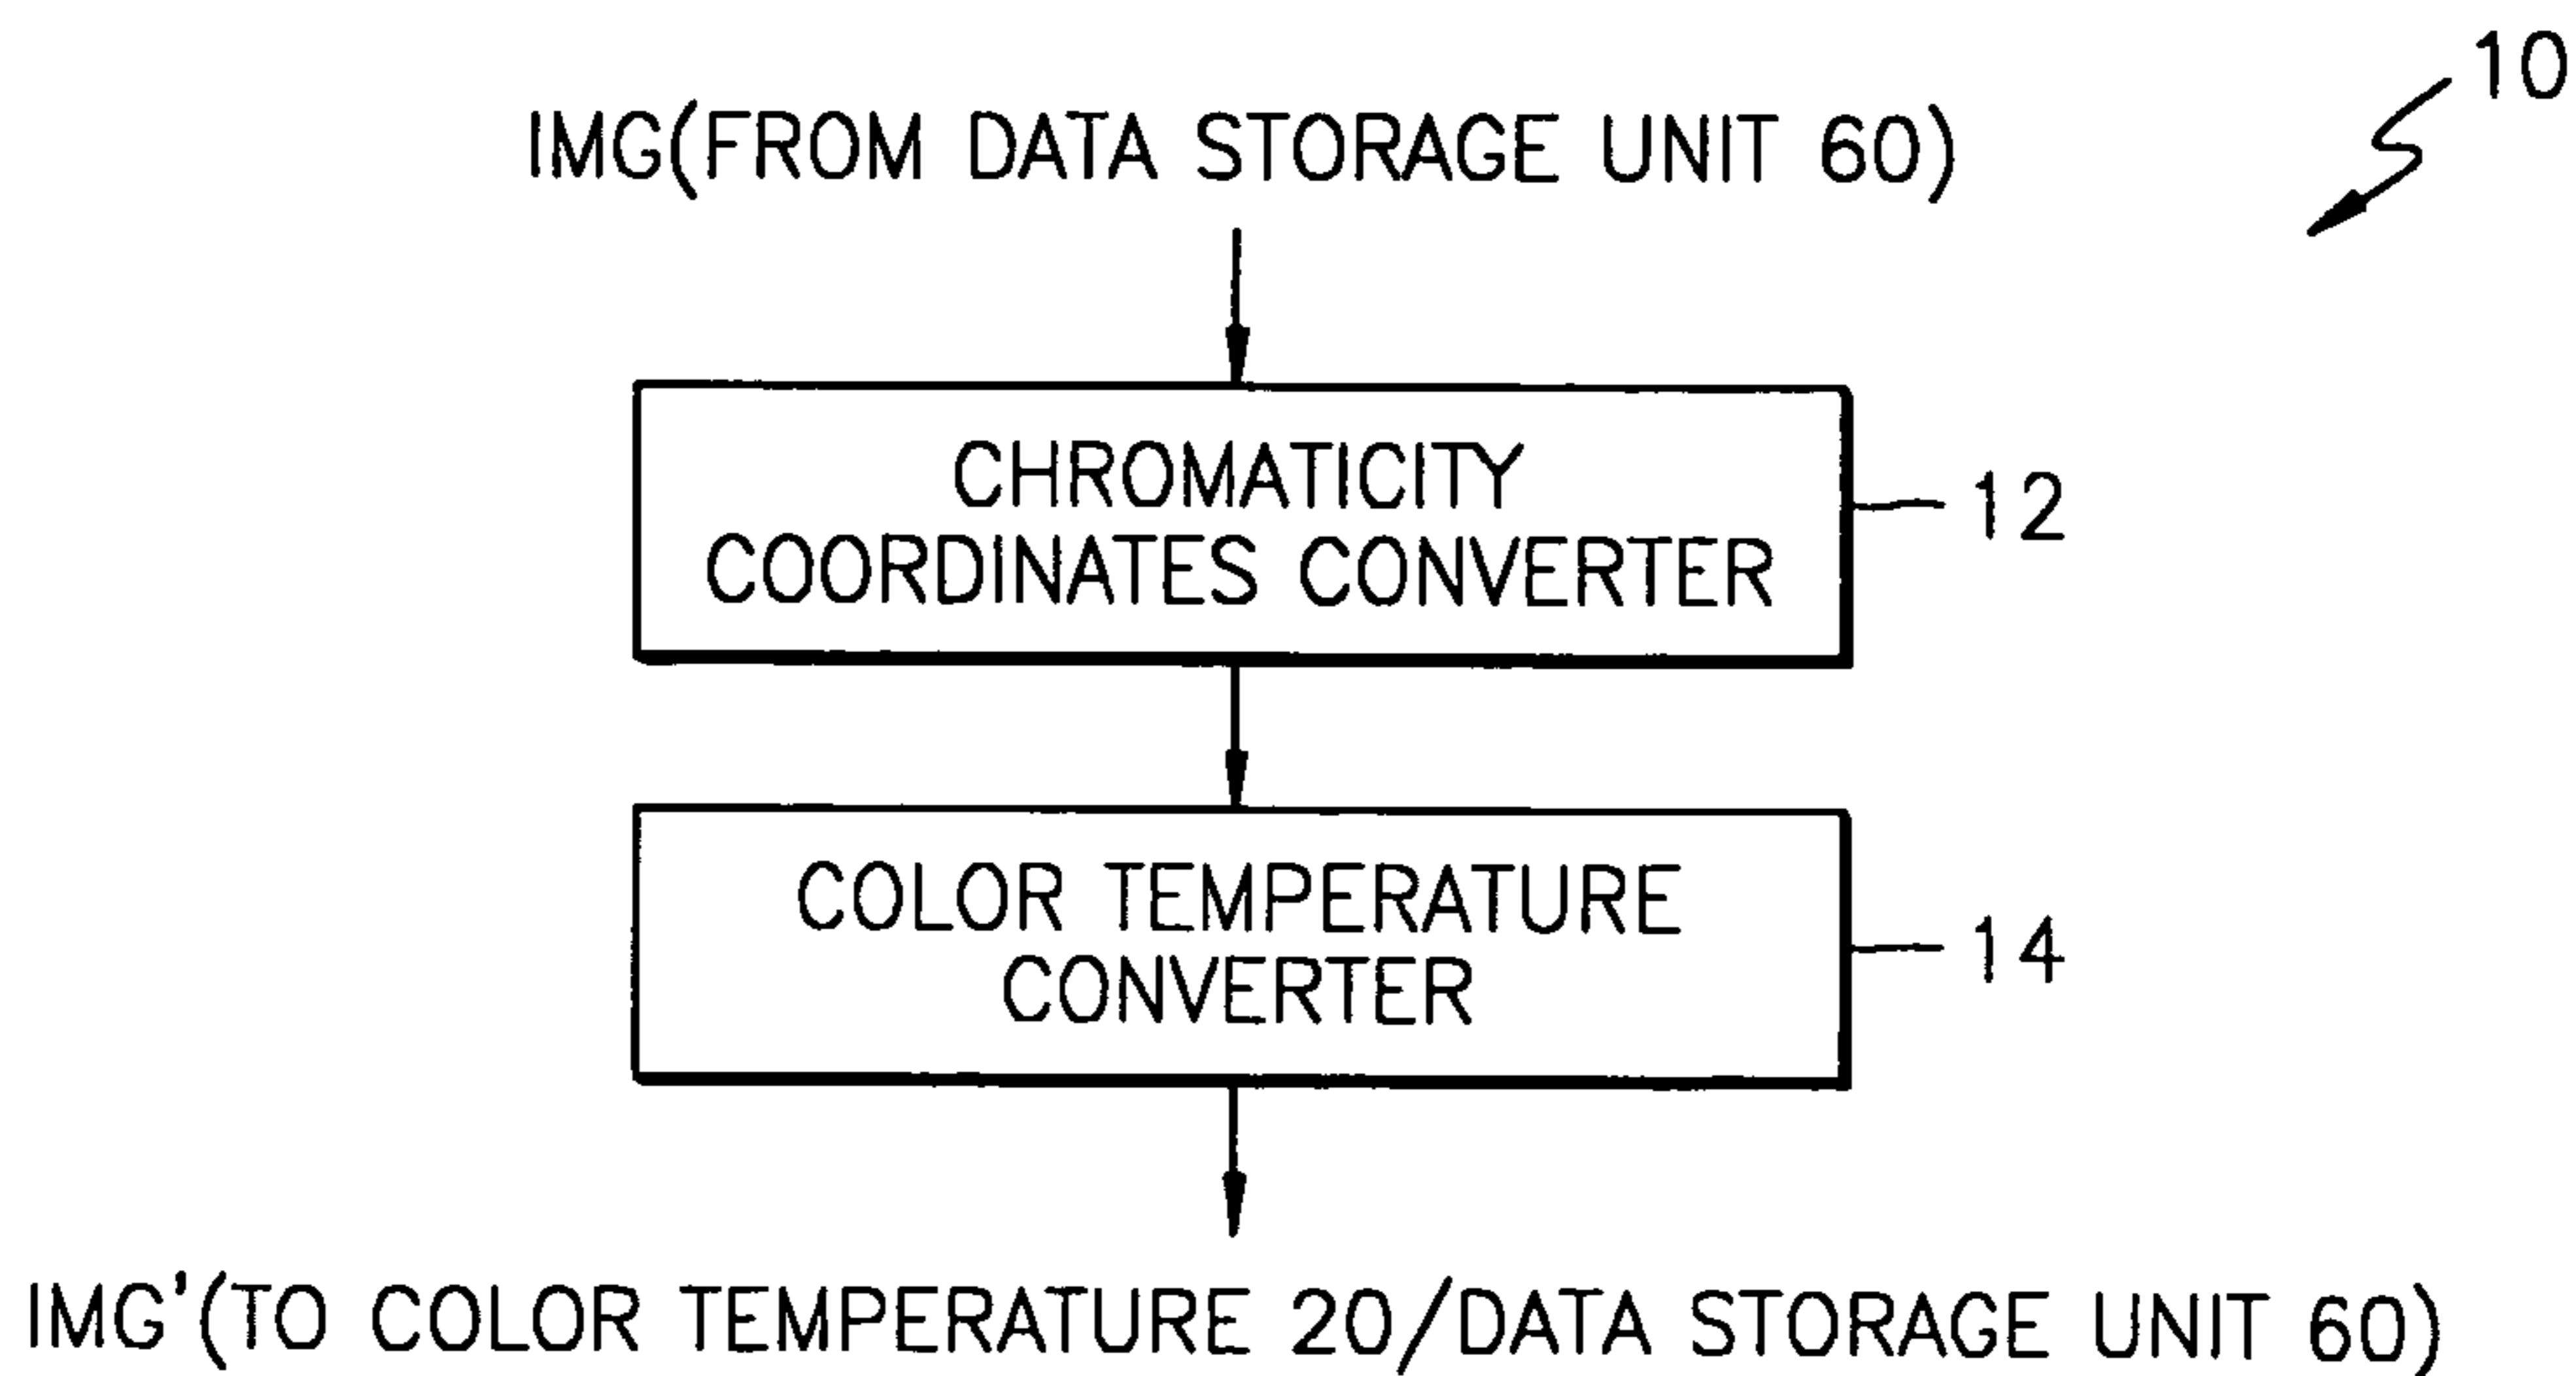 10
IMG(FROM DATA STORAGE UNIT 60)
CHROMATICITY
COORDINATES CONVERTER
12
COLOR TEMPERATURE
CONVERTER
14
IMG'(TO COLOR TEMPERATURE 20/DATA STORAGE UNIT 60)